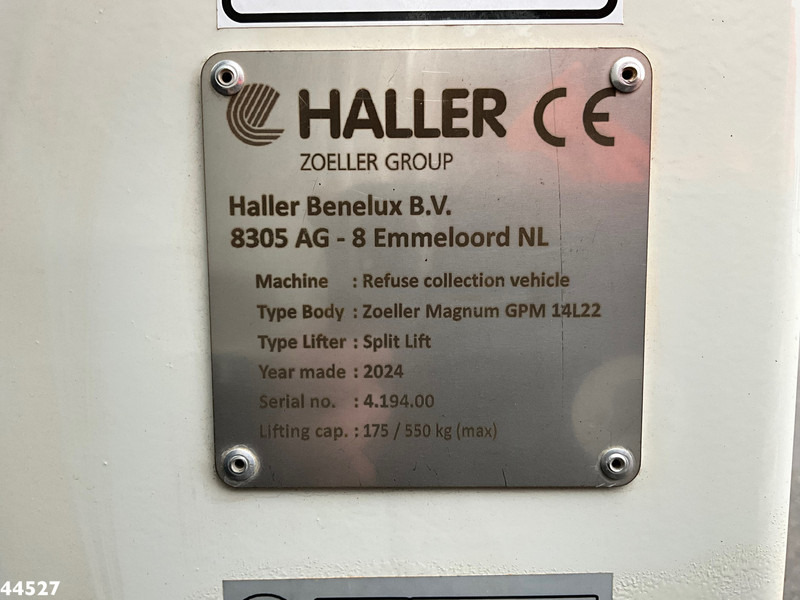 HALLER CE
ZOELLER GROUP
Haller Benelux B.V.
8305 AG - 8 Emmeloord NL
Machine : Refuse collection vehicle
Type Body : Zoeller Magnum GPM 14L22
Type Lifter : Split Lift
Year made : 2024
Serial no. : 4.194.00
Lifting cap. : 175 / 550 kg (max)
44527